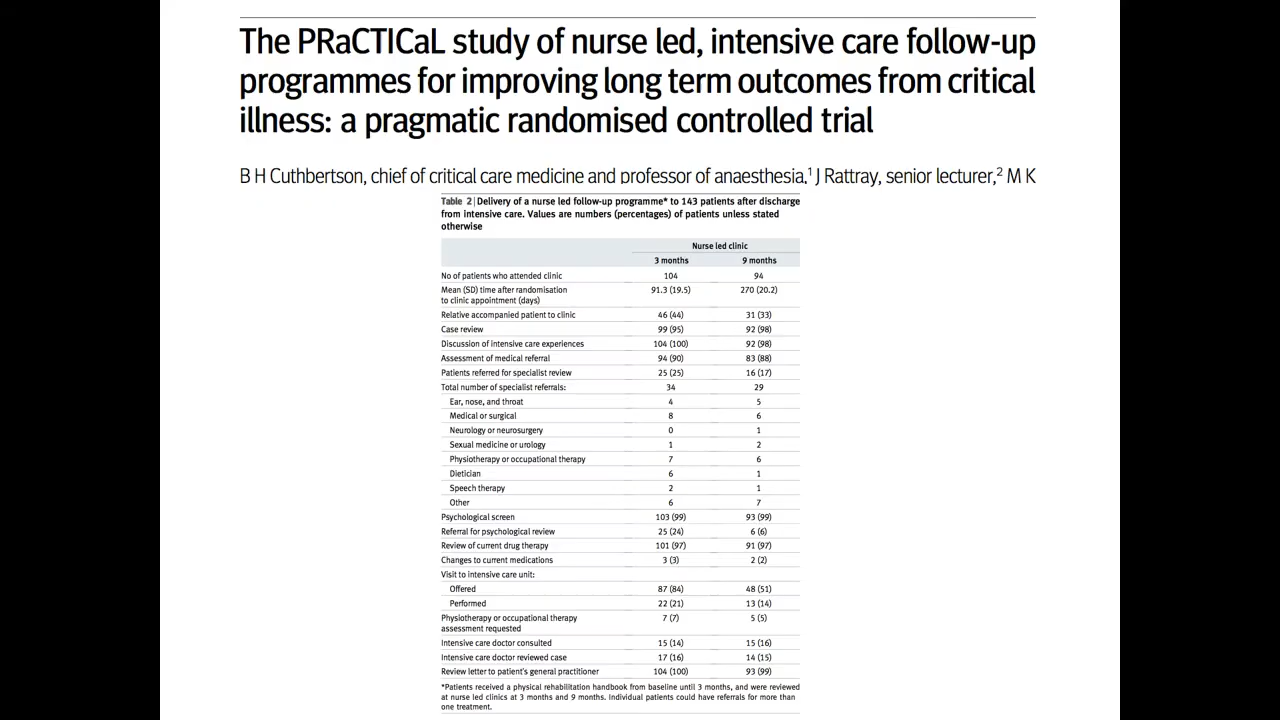 The PRaCTICaL study of nurse led, intensive care follow-up
programmes for improving long term outcomes from critical
illness: a pragmatic randomised controlled trial
B H Cuthbertson, chief of critical care medicine and professor of anaesthesia,1 J Rattray, senior lecturer,2 M K
Table 2 | Delivery of a nurse led follow-up programme* to 143 patients after discharge
from intensive care. Values are numbers (percentages) of patients unless stated
otherwise
Nurse led clinic
3 months 9 months
No of patients who attended clinic 104 94
Mean (SD) time after randomisation
to clinic appointment (days) 91.3 (19.5) 270 (20.2)
Relative accompanied patient to clinic 46 (44) 31 (33)
Case review 99 (95) 92 (98)
Discussion of intensive care experiences 104 (100) 92 (98)
Assessment of medical referral 94 (90) 83 (88)
Patients referred for specialist review 25 (25) 16 (17)
Total number of specialist referrals: 34 29
Ear, nose, and throat 4 5
Medical or surgical 8 6
Neurology or neurosurgery 0 1
Sexual medicine or urology 1 2
Physiotherapy or occupational therapy 7 6
Dietician 6 1
Speech therapy 2 1
Other 6 7
Psychological screen 103 (99) 93 (99)
Referral for psychological review 25 (24) 6 (6)
Review of current drug therapy 101 (97) 91 (97)
Changes to current medications 3 (3) 2 (2)
Visit to intensive care unit:
Offered 87 (84) 48 (51)
Performed 22 (21) 13 (14)
Physiotherapy or occupational therapy
assessment requested 7 (7) 5 (5)
Intensive care doctor consulted 15 (14) 15 (16)
Intensive care doctor reviewed case 17 (16) 14 (15)
Review letter to patient's general practitioner 104 (100) 93 (99)
*Patients received a physical rehabilitation handbook from baseline until 3 months, and were reviewed
at nurse led clinics at 3 months and 9 months. Individual patients could have referrals for more than
one treatment.